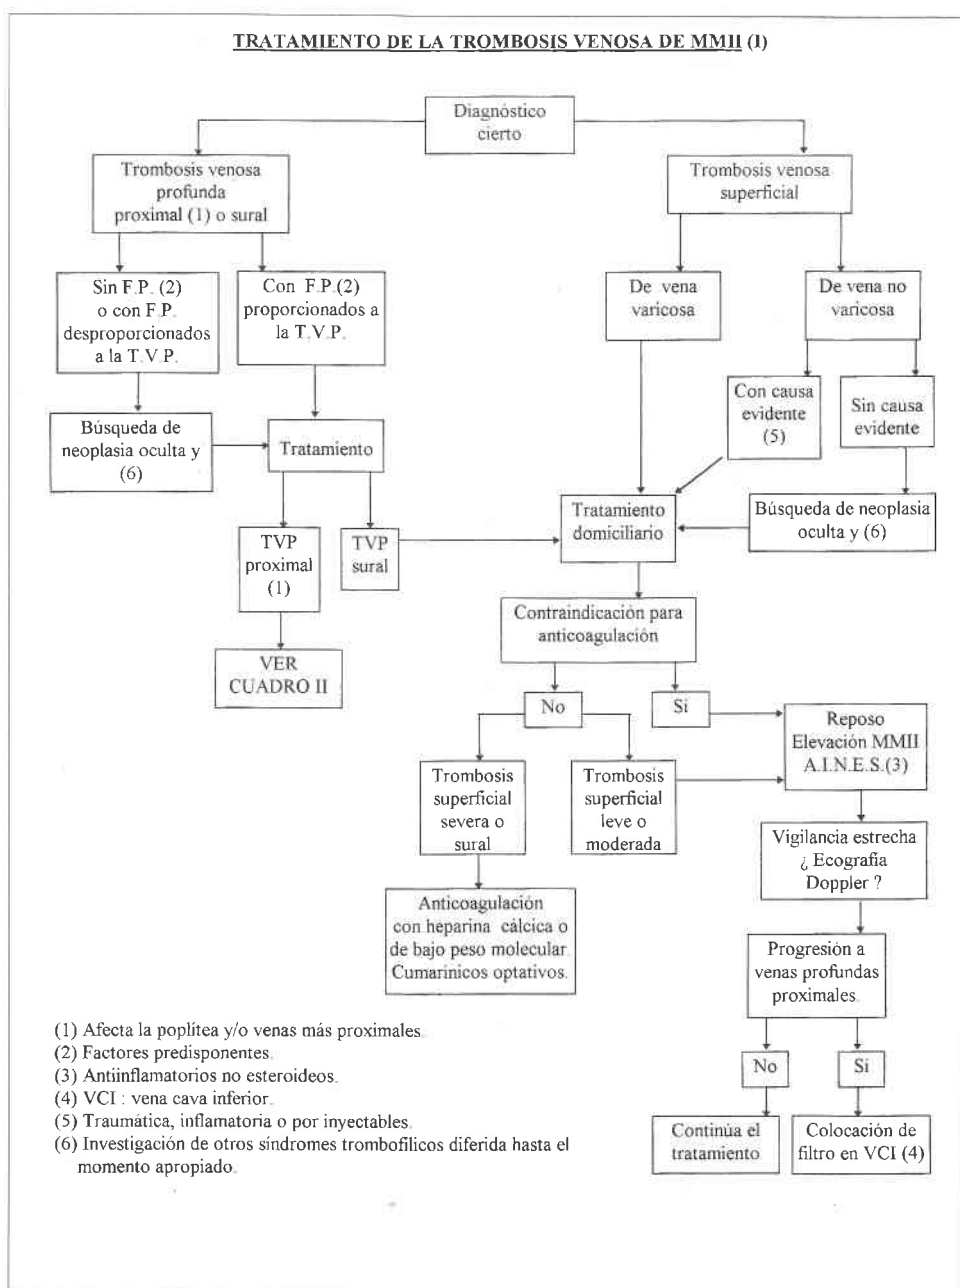 TRATAMIENTO DE LA TROMBOSIS VENOSA DE MMII (I)
Diagnóstico
cierto
Trombosis venosa
profunda
proximal (1) o sural
Trombosis venosa
superficial
Sin F.P. (2)
o con F.P.
desproporcionados
a la T.V.P.
Con F.P.(2)
proporcionados a
la T.V.P.
De vena
varicosa
De vena no
varicosa
Con causa
evidente
(5)
Sin causa
evidente
Búsqueda de
neoplasia oculta y
(6)
Tratamiento
Tratamiento
domiciliario
Búsqueda de neoplasia
oculta y (6)
TVP
proximal
(1)
TVP
sural
VER
CUADRO II
Contraindicación para
anticoagulación
No
Si
Reposo
Elevación MMII
A.I.N.E.S.(3)
Trombosis
superficial
severa o
sural
Trombosis
superficial
leve o
moderada
Vigilancia estrecha
¿ Ecografía
Doppler ?
Anticoagulación
con heparina cálcica o
de bajo peso molecular.
Cumarínicos optativos.
Progresión a
venas profundas
proximales.
No
Si
Continúa el
tratamiento
Colocación de
filtro en VCI (4)
(1) Afecta la poplítea y/o venas más proximales.
(2) Factores predisponentes.
(3) Antiinflamatorios no esteroideos.
(4) VCI : vena cava inferior.
(5) Traumática, inflamatoria o por inyectables.
(6) Investigación de otros síndromes trombofílicos diferida hasta el
momento apropiado.